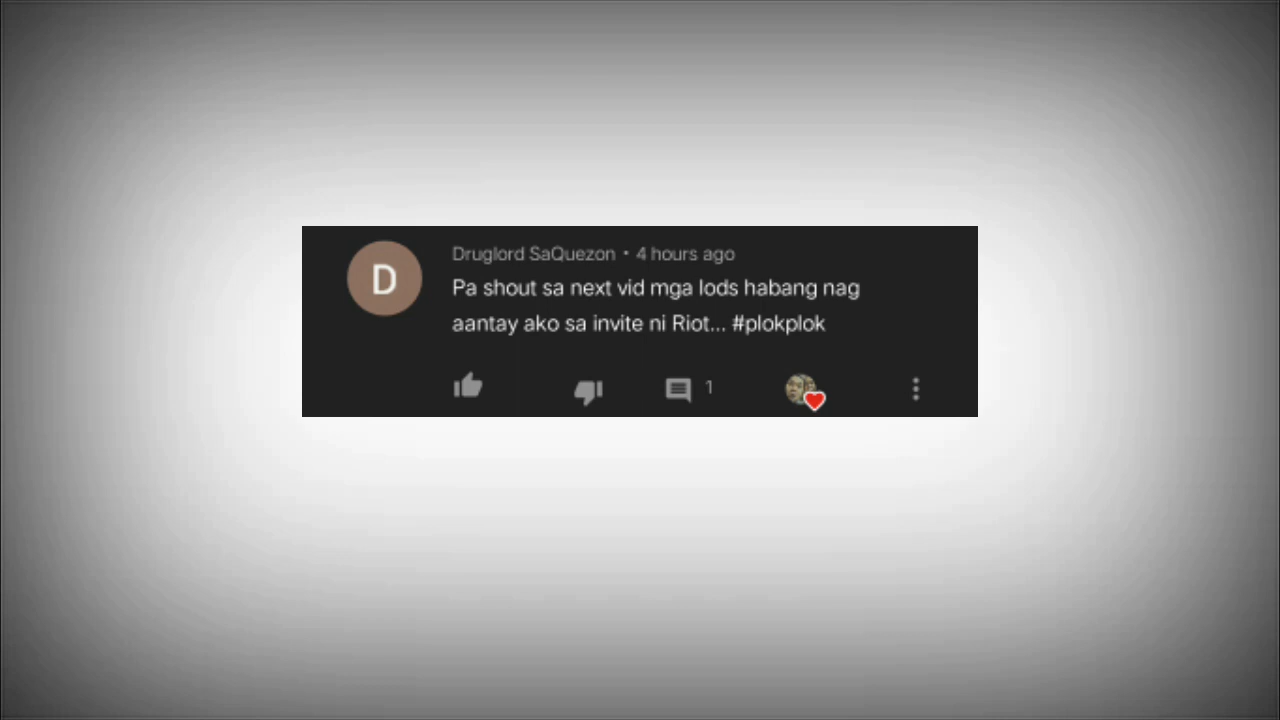 D
Druglord SaQuezon • 4 hours ago
Pa shout sa next vid mga lods habang nag
aantay ako sa invite ni Riot... #plokplok
1